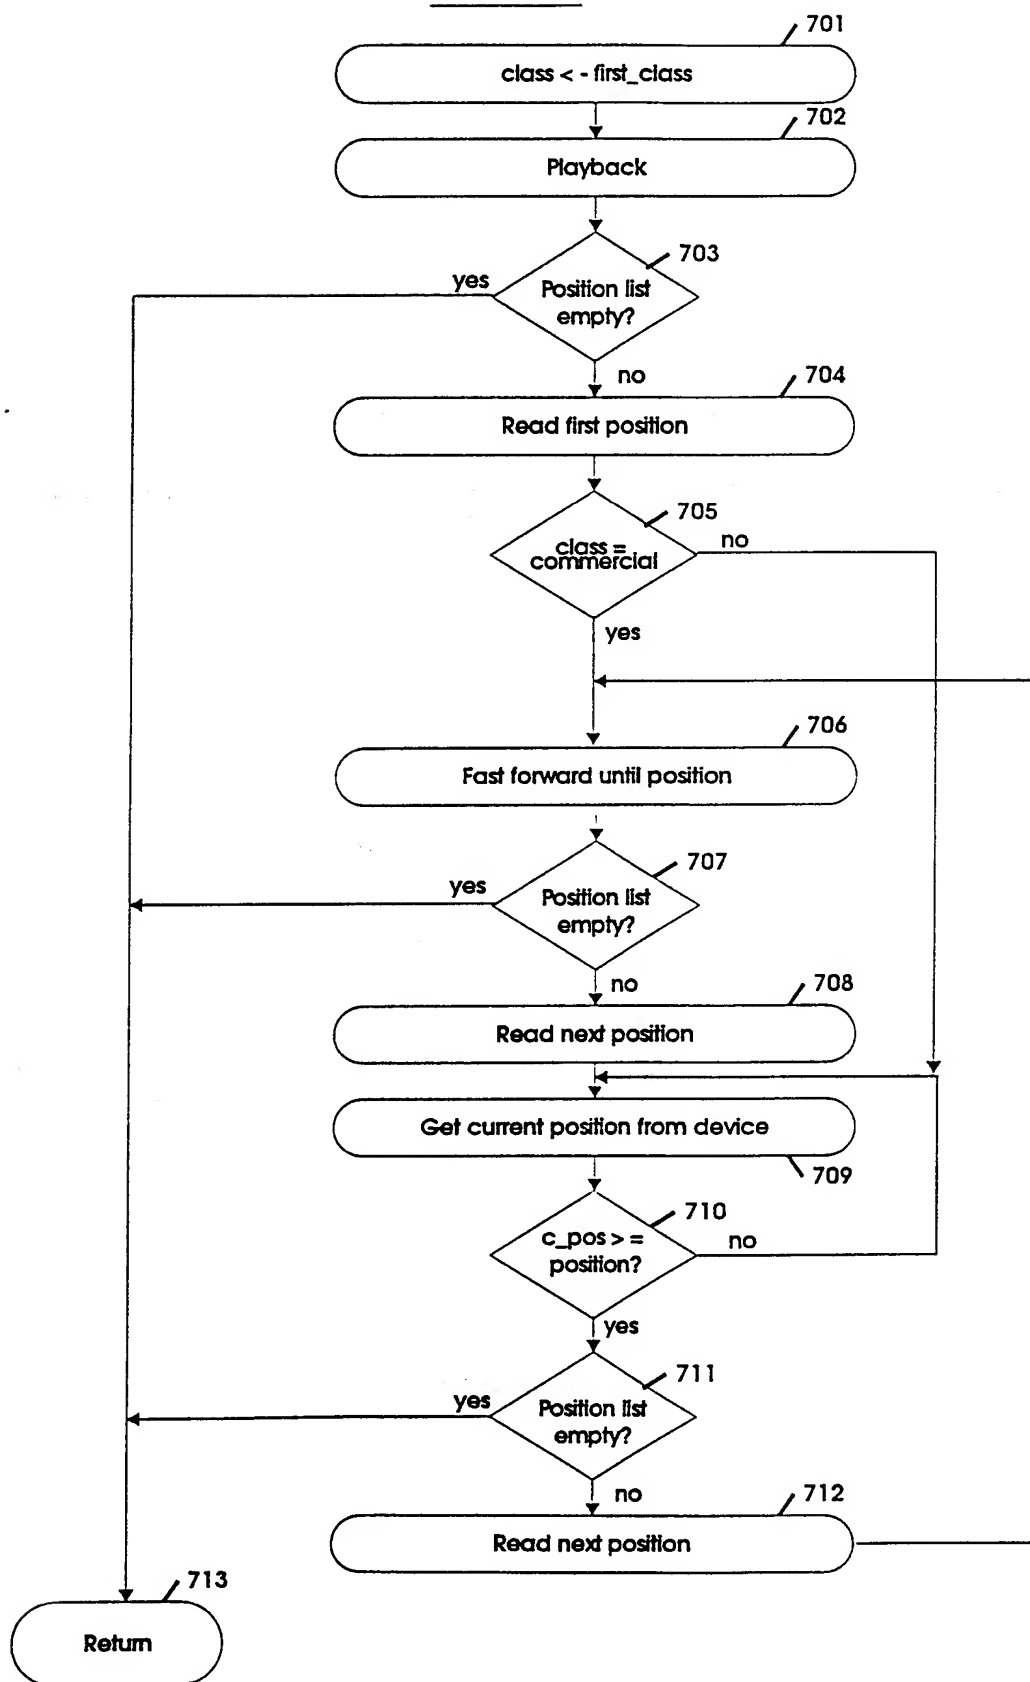 701
class < - first_class
702
Playback
703
yes
Position list
empty?
no
704
Read first position
705
class =
commercial
no
yes
706
Fast forward until position
707
yes
Position list
empty?
no
708
Read next position
Get current position from device
709
710
c_pos > =
position?
no
yes
711
yes
Position list
empty?
no
712
Read next position
713
Return